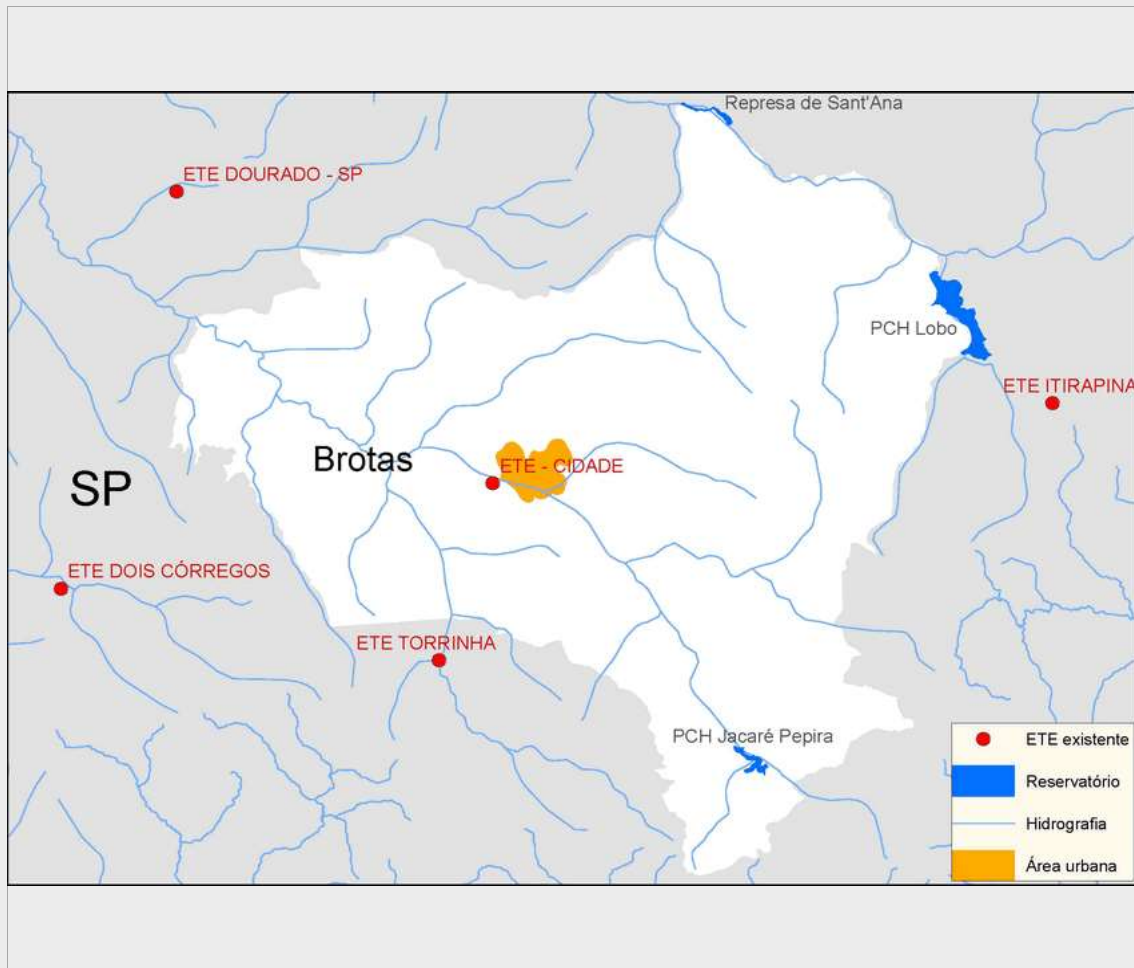 Represa de Sant'Ana
ETE DOURADO - SP
PCH Lobo
ETE ITIRAPINA
Brotas
ETE - CIDADE
SP
ETE DOIS CÓRREGOS
ETE TORRINHA
PCH Jacaré Pepira
ETE existente
Reservatório
Hidrografia
Área urbana